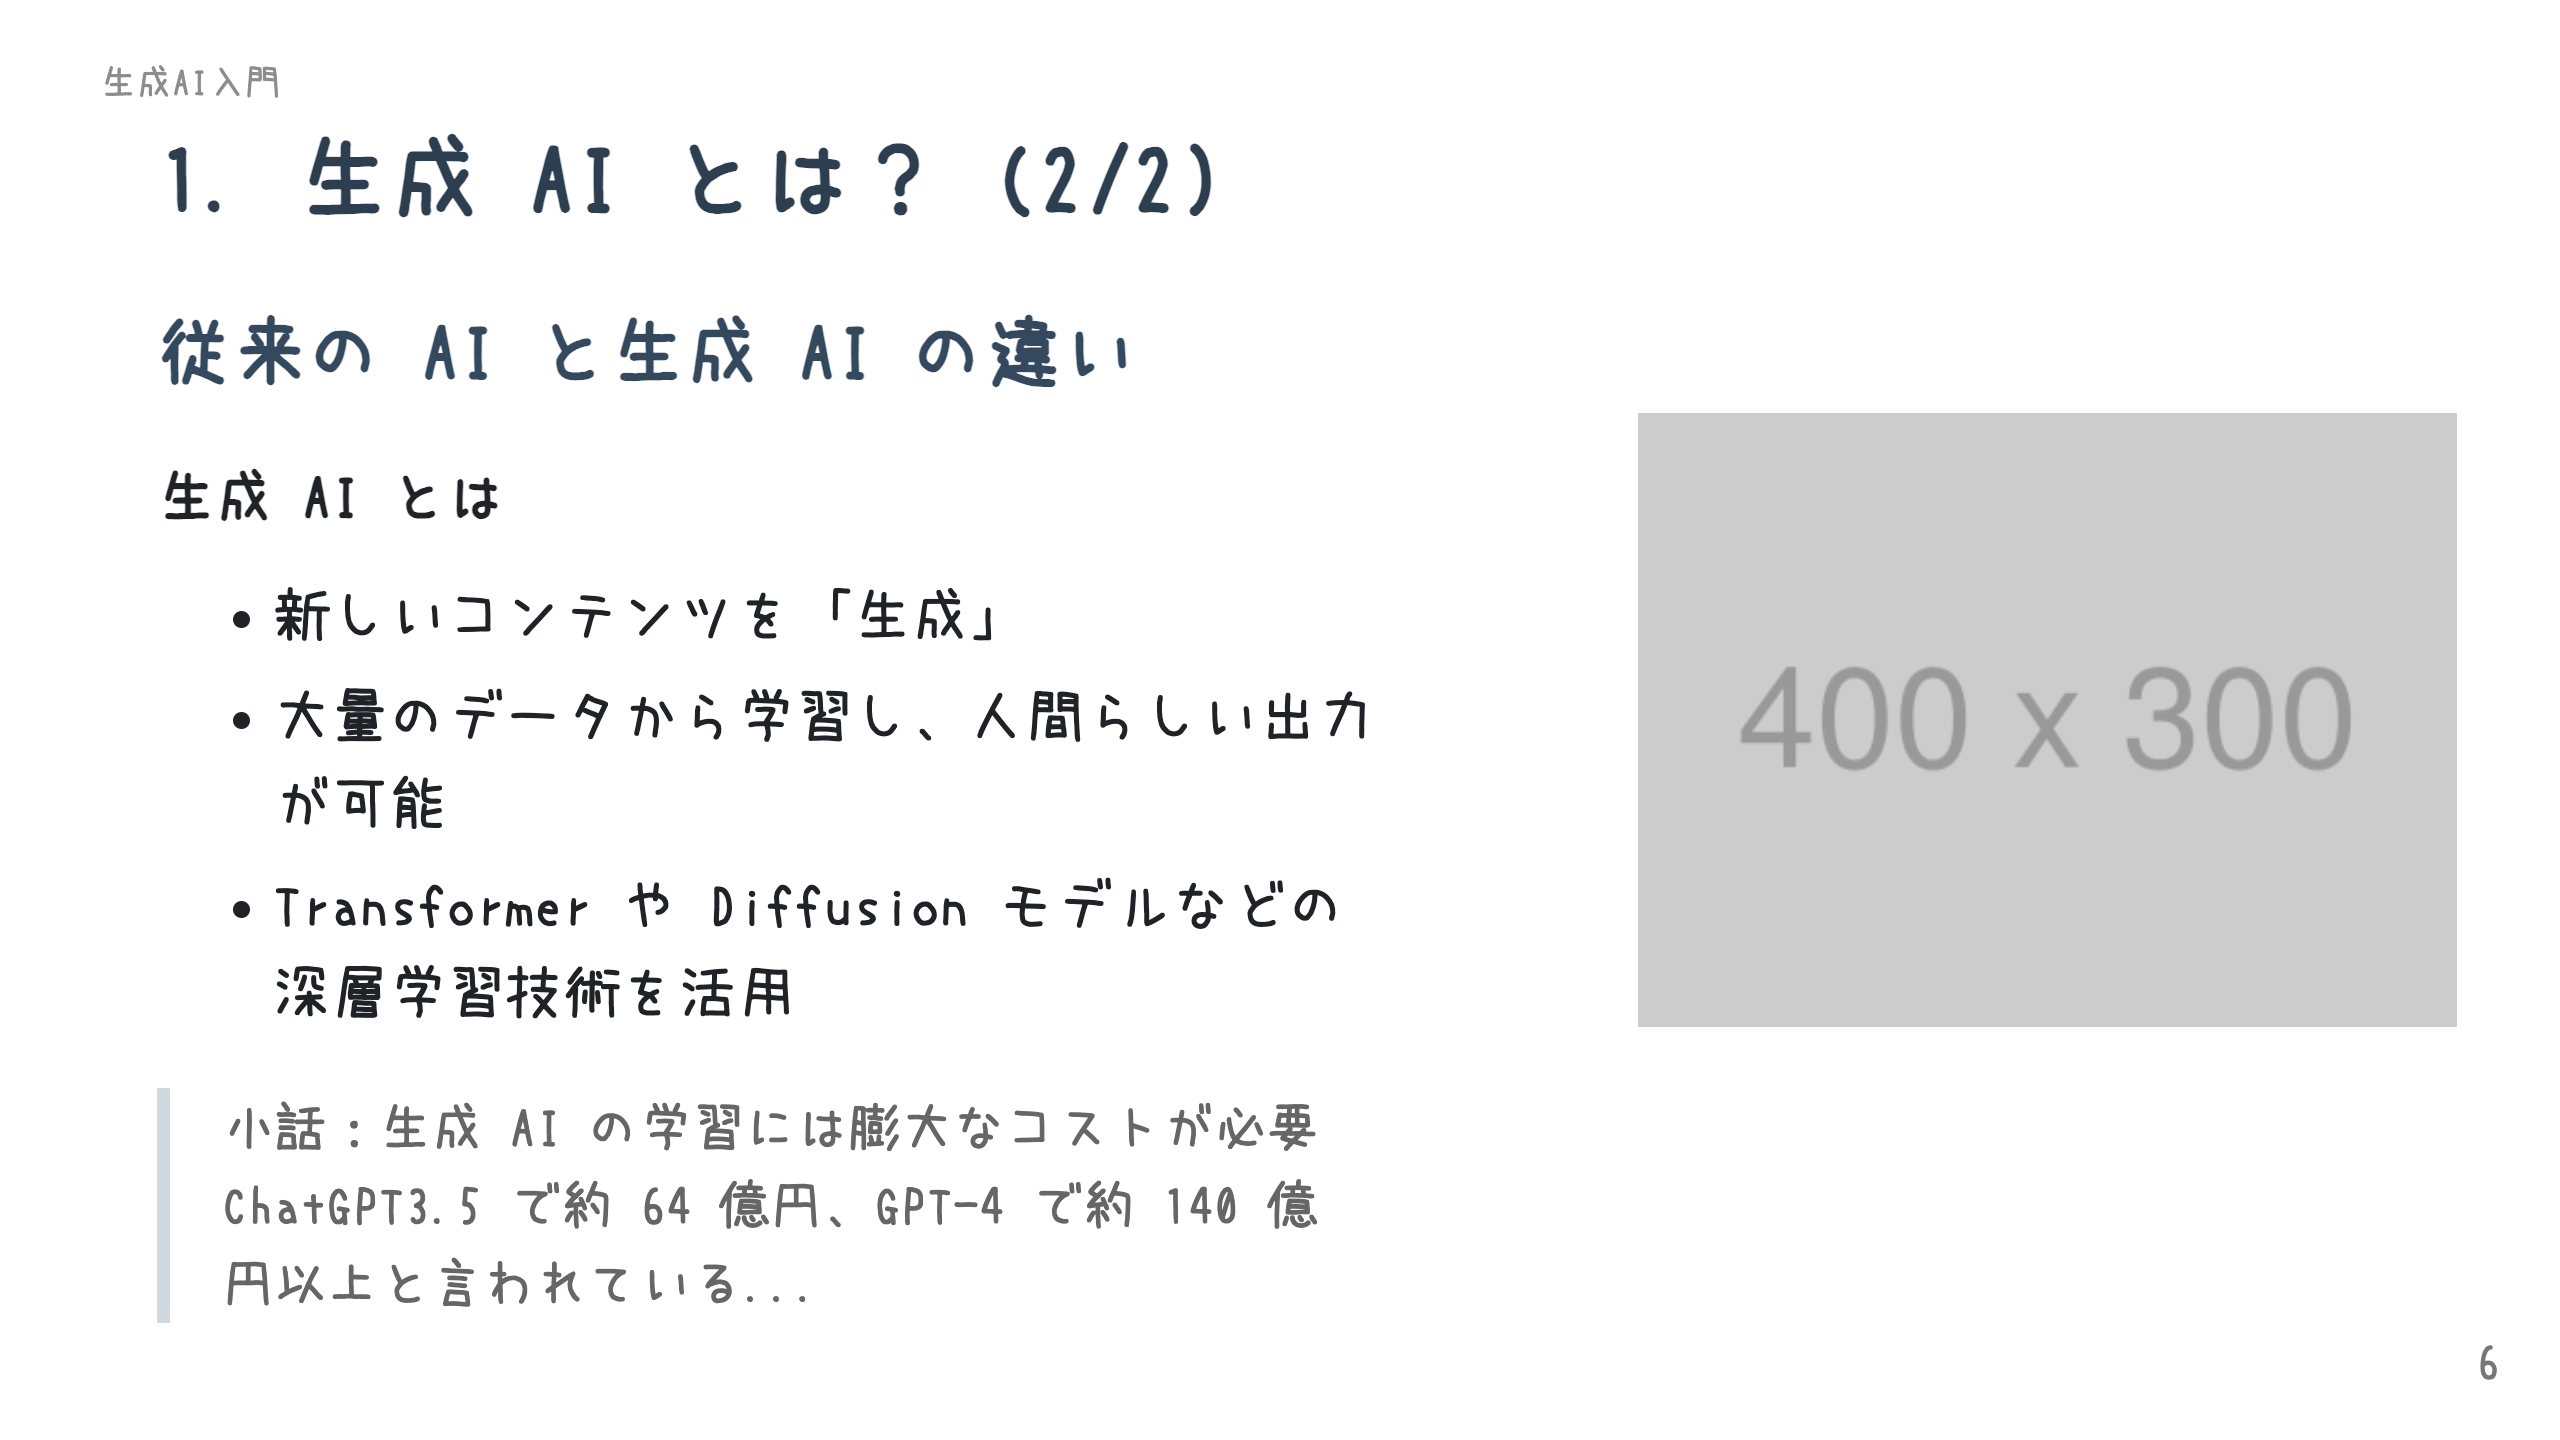 生成AI入門
1. 生成 AI とは？ (2/2)
従来の AI と生成 AI の違い
生成 AI とは
• 新しいコンテンツを「生成」
• 大量のデータから学習し、人間らしい出力
が可能
• Transformer や Diffusion モデルなどの
深層学習技術を活用
400 x 300
小話：生成 AI の学習には膨大なコストが必要
ChatGPT3.5 で約 64 億円、GPT-4 で約 140 億
円以上と言われている...
6